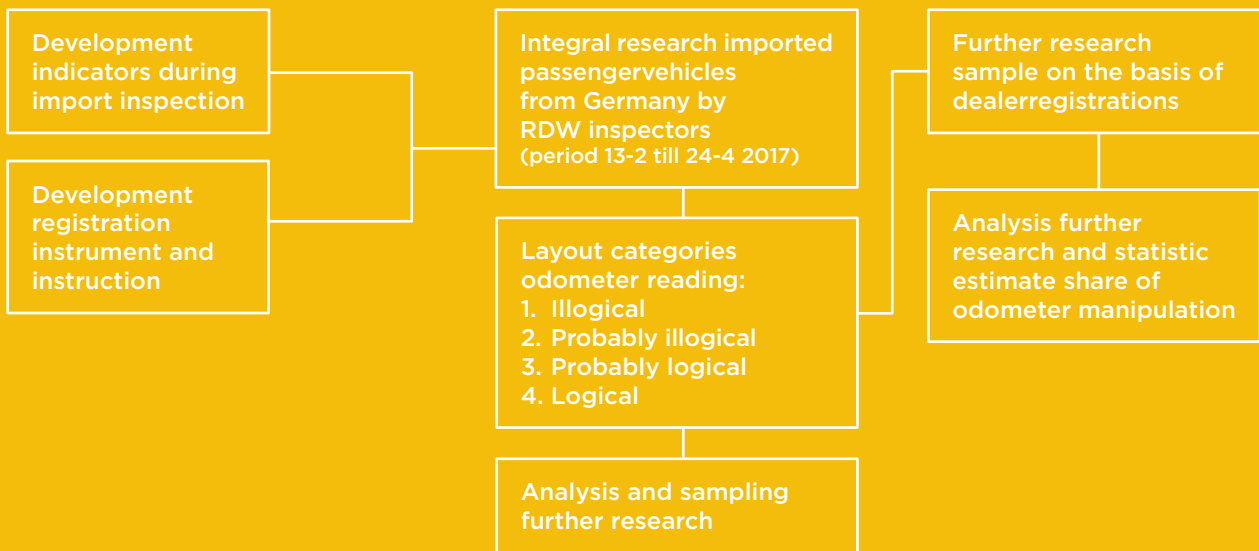 Development
indicators during
import inspection
Development
registration
instrument and
instruction
Integral research imported
passengervehicles
from Germany by
RDW inspectors
(period 13-2 till 24-4 2017)
Layout categories
odometer reading:
1. Illogical
2. Probably illogical
3. Probably logical
4. Logical
Analysis and sampling
further research
Further research
sample on the basis of
dealerregistrations
Analysis further
research and statistic
estimate share of
odometer manipulation